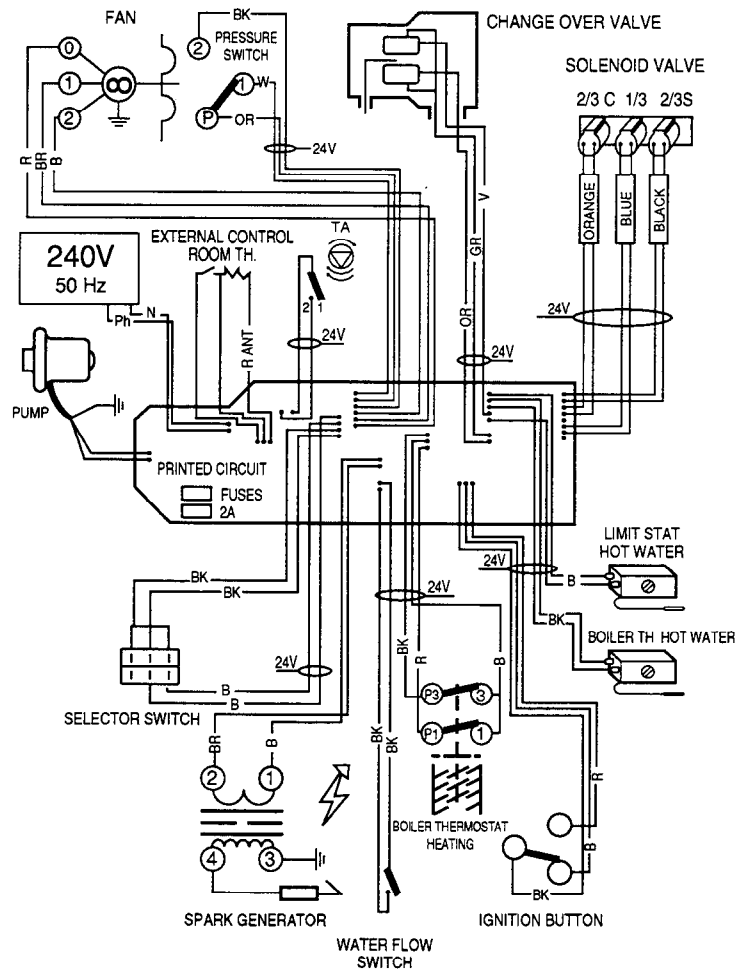 FAN
BK
PRESSURE
SWITCH
CHANGE OVER VALVE
SOLENOID VALVE
0
2
W
I
1
P
OR
2
2/3 C 1/3 2/3S
24V
R
BR
B
V
ORANGE
BLUE
BLACK
TA
EXTERNAL CONTROL
ROOM TH.
240V
50 Hz
GR
OR
24V
N
Ph
2 1
24V
R ANT
24V
PUMP
PRINTED CIRCUIT
FUSES
2A
LIMIT STAT
HOT WATER
24V
B
BK
BK
24V
BK
BOILER TH HOT WATER
BK
R
B
24V
B
B
SELECTOR SWITCH
P3
3
P1
1
BR
B
BK
BK
2
1
R
BOILER THERMOSTAT
HEATING
B
4
3
BK
SPARK GENERATOR
IGNITION BUTTON
WATER FLOW
SWITCH